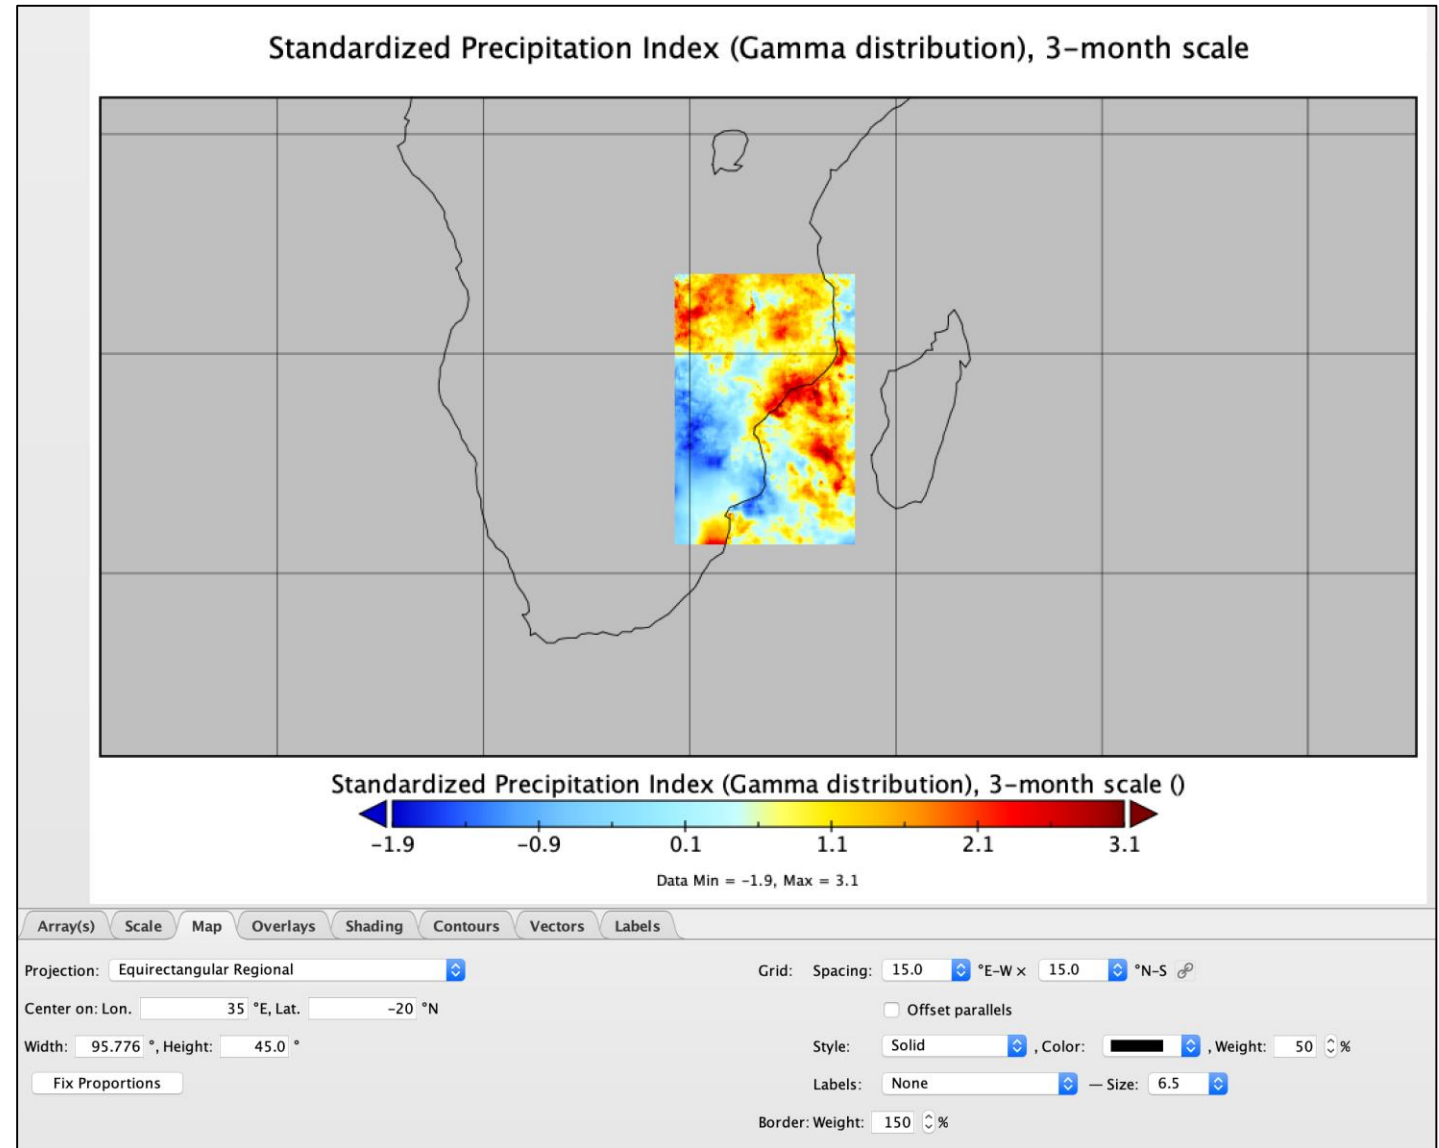 Standardized Precipitation Index (Gamma distribution), 3-month scale
Standardized Precipitation Index (Gamma distribution), 3-month scale ()
-1.9 -0.9 0.1 1.1 2.1 3.1
Data Min = -1.9, Max = 3.1
Array(s) Scale Map Overlays Shading Contours Vectors Labels
Projection: Equirectangular Regional Grid: Spacing: 15.0 °E-W × 15.0 °N-S
Center on: Lon. 35 °E, Lat. -20 °N Offset parallels
Width: 95.776 °, Height: 45.0 ° Style: Solid , Color: , Weight: 50 %
Fix Proportions Labels: None — Size: 6.5
Border: Weight: 150 %